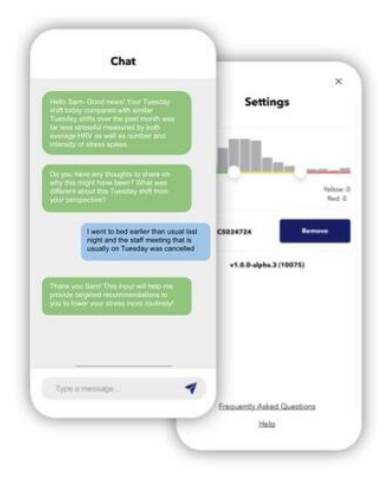 Chat
Hello Sam- Good news! Your Tuesday
shift today compared with similar
Tuesday shifts over the past month was
far less stressful measured by both
average HRV as well as number and
intensity of stress spikes.
Do you have any thoughts to share on
why this might have been? What was
different about this Tuesday shift from
your perspective?
I went to bed earlier than usual last
night and the staff meeting that is
usually on Tuesday was cancelled
Thank you Sam! This input will help me
provide targeted recommendations to
you to lower your stress more routinely!
Type a message...
×
Settings
Yellow: 0
Red: 0
C5024724
Remove
v1.0.0-alpha.3 (10075)
Frequently Asked Questions
Help